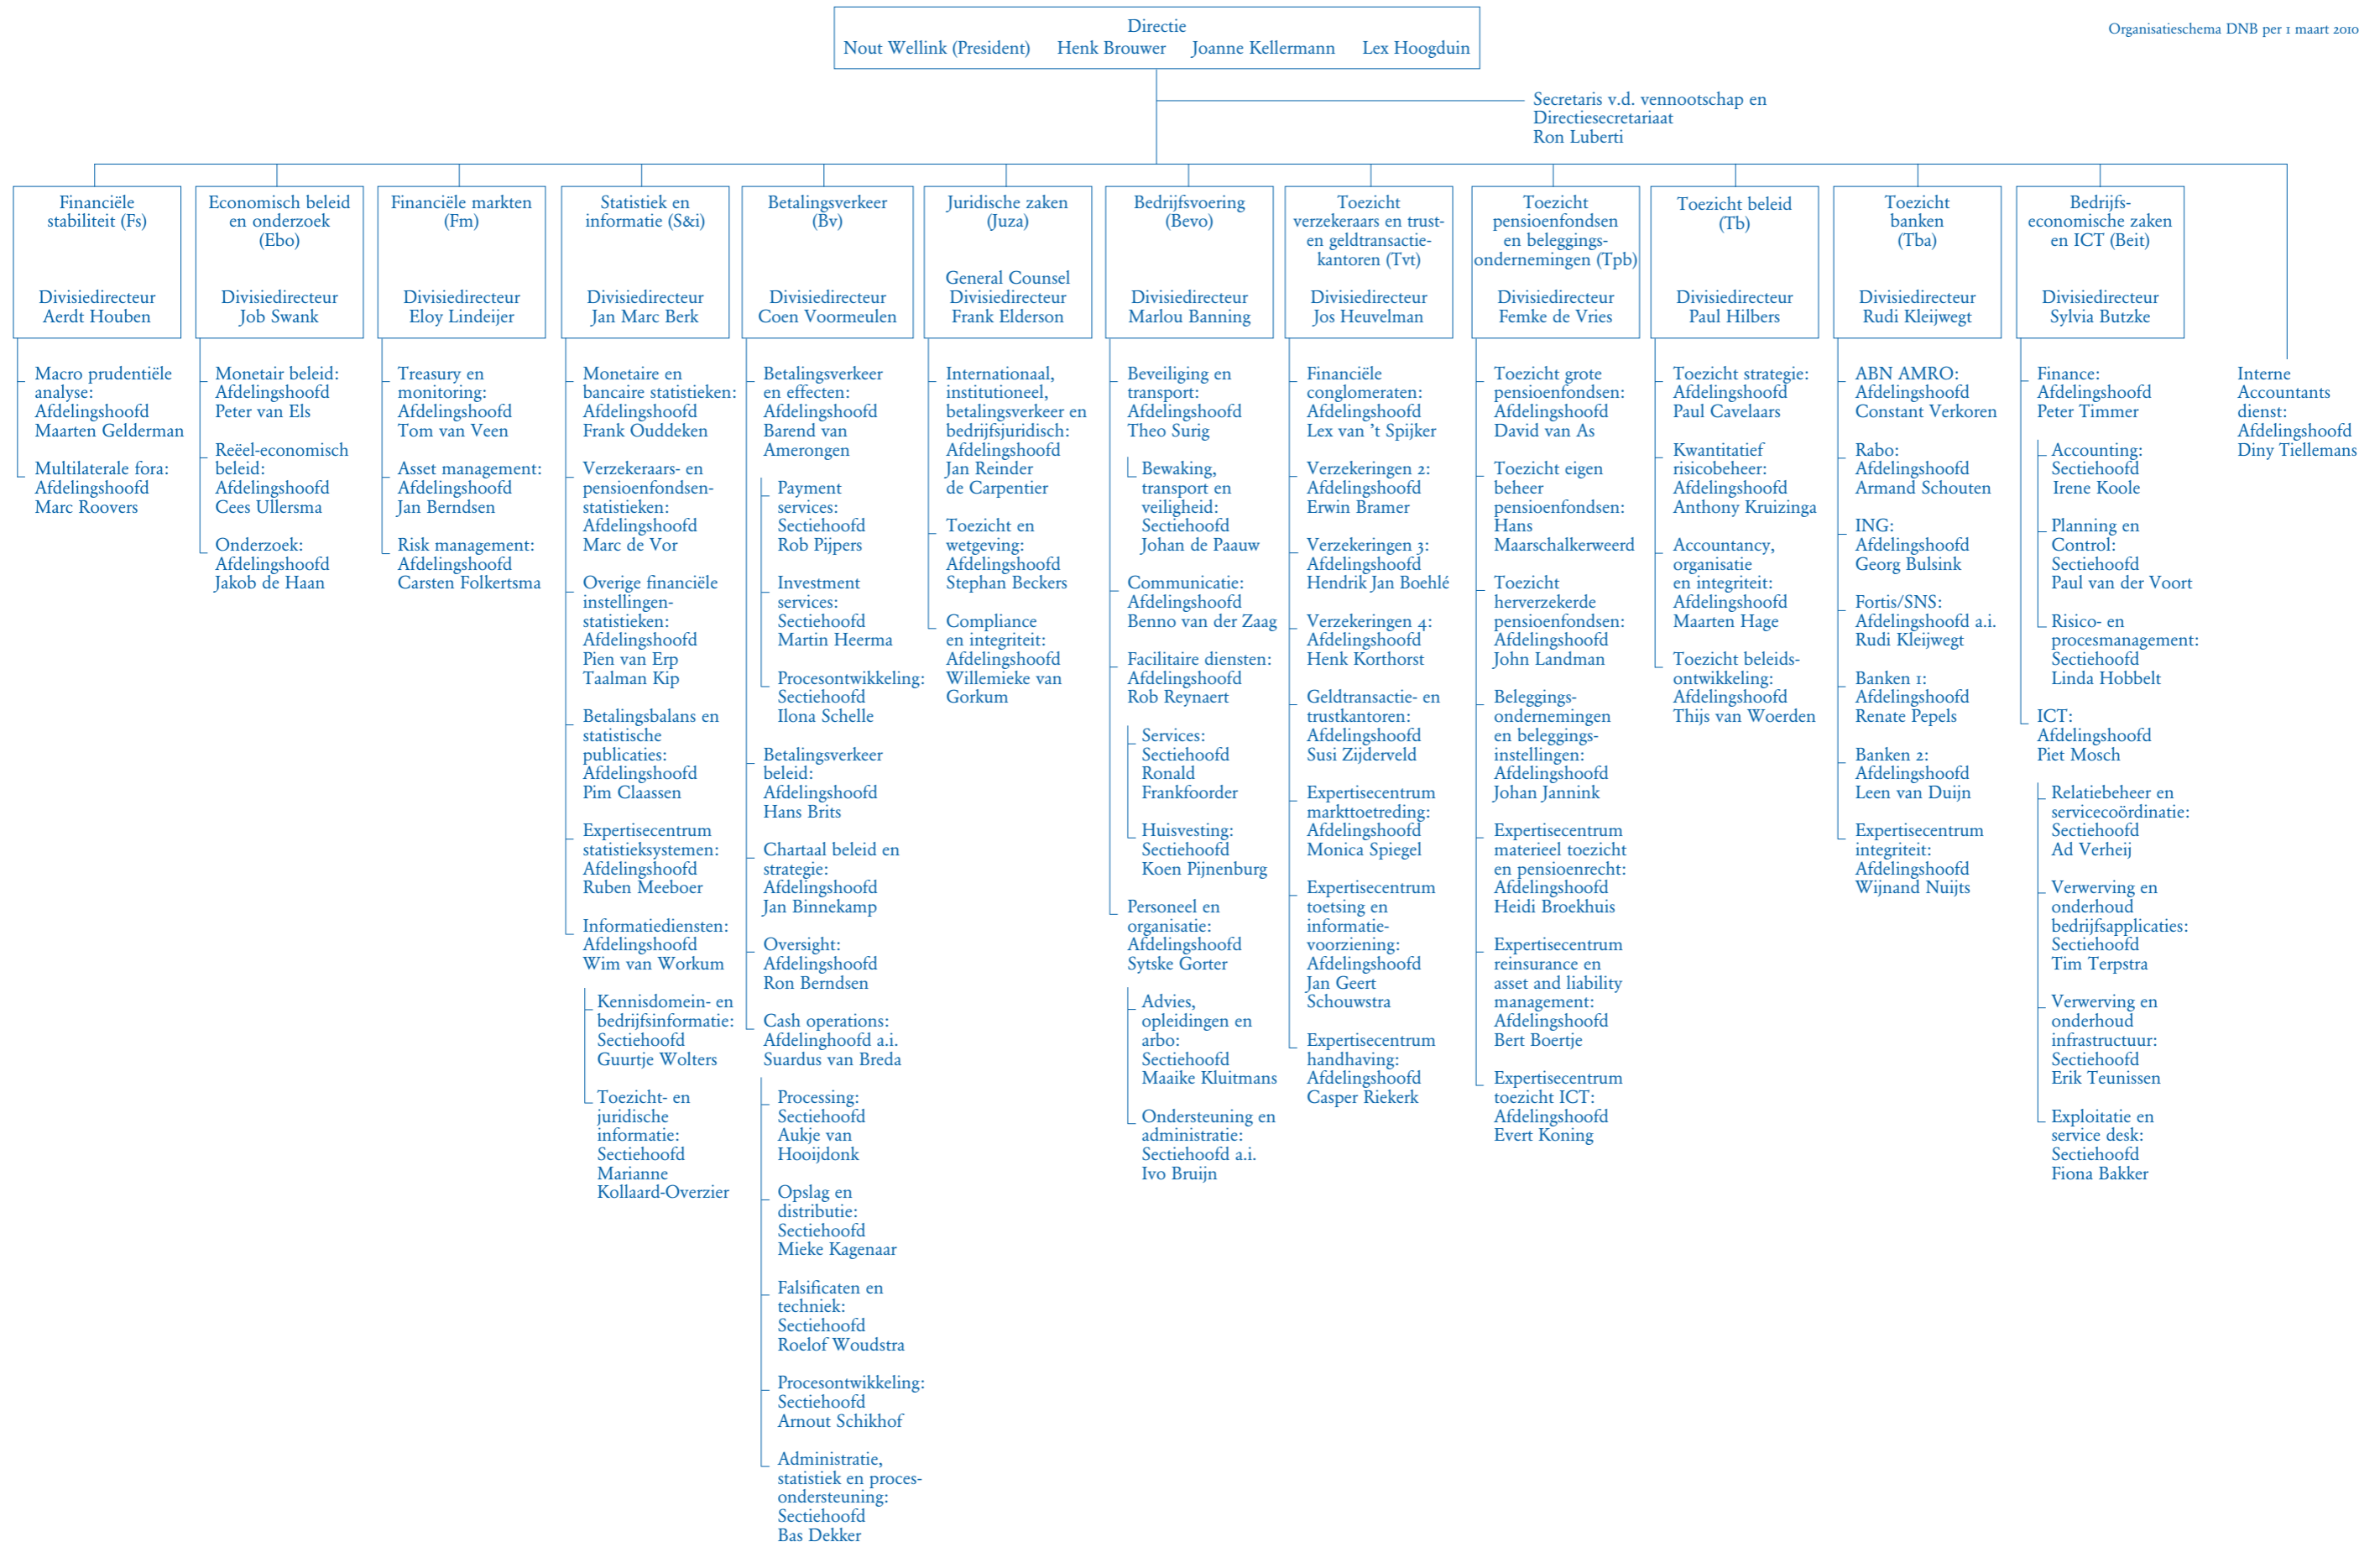 Directie
Nout Wellink (President) Henk Brouwer Joanne Kellermann Lex Hoogduin
Organisatieschema DNB per 1 maart 2010
Secretaris v.d. vennootschap en
Directiesecretariaat
Ron Luberti
Financiële
stabiliteit (Fs)
Divisiedirecteur
Aerdt Houben
Macro prudentiële
analyse:
Afdelingshoofd
Maarten Gelderman
Multilaterale fora:
Afdelingshoofd
Marc Roovers
Economisch beleid
en onderzoek
(Ebo)
Divisiedirecteur
Job Swank
Monetair beleid:
Afdelingshoofd
Peter van Els
Reëel-economisch
beleid:
Afdelingshoofd
Cees Ullersma
Onderzoek:
Afdelingshoofd
Jakob de Haan
Financiële markten
(Fm)
Divisiedirecteur
Eloy Lindeijer
Treasury en
monitoring:
Afdelingshoofd
Tom van Veen
Asset management:
Afdelingshoofd
Jan Berndsen
Risk management:
Afdelingshoofd
Carsten Folkertsma
Statistiek en
informatie (S&i)
Divisiedirecteur
Jan Marc Berk
Monetaire en
bancaire statistieken:
Afdelingshoofd
Frank Ouddeken
Verzekeraars- en
pensioenfondsen-
statistieken:
Afdelingshoofd
Marc de Vor
Overige financiële
instellingen-
statistieken:
Afdelingshoofd
Pien van Erp
Taalman Kip
Betalingsbalans en
statistische
publicaties:
Afdelingshoofd
Pim Claassen
Expertisecentrum
statistieksystemen:
Afdelingshoofd
Ruben Meeboer
Informatiediensten:
Afdelingshoofd
Wim van Workum
Kennisdomein- en
bedrijfsinformatie:
Sectiehoofd
Guurtje Wolters
Toezicht- en
juridische
informatie:
Sectiehoofd
Marianne
Kollaard-Overzier
Betalingsverkeer
(Bv)
Divisiedirecteur
Coen Voormeulen
Betalingsverkeer
en effecten:
Afdelingshoofd
Barend van
Amerongen
Payment
services:
Sectiehoofd
Rob Pijpers
Investment
services:
Sectiehoofd
Martin Heerma
Procesontwikkeling:
Sectiehoofd
Ilona Schelle
Betalingsverkeer
beleid:
Afdelingshoofd
Hans Brits
Chartaal beleid en
strategie:
Afdelingshoofd
Jan Binnekamp
Oversight:
Afdelingshoofd
Ron Berndsen
Cash operations:
Afdelinghoofd a.i.
Suardus van Breda
Processing:
Sectiehoofd
Aukje van
Hooijdonk
Opslag en
distributie:
Sectiehoofd
Mieke Kagenaar
Falsificaten en
techniek:
Sectiehoofd
Roelof Woudstra
Procesontwikkeling:
Sectiehoofd
Arnout Schikhof
Administratie,
statistiek en proces-
ondersteuning:
Sectiehoofd
Bas Dekker
Juridische zaken
(Juza)
General Counsel
Divisiedirecteur
Frank Elderson
Internationaal,
institutioneel,
betalingsverkeer en
bedrijfsjuridisch:
Afdelingshoofd
Jan Reinder
de Carpentier
Toezicht en
wetgeving:
Afdelingshoofd
Stephan Beckers
Compliance
en integriteit:
Afdelingshoofd
Willemieke van
Gorkum
Bedrijfsvoering
(Bevo)
Divisiedirecteur
Marlou Banning
Beveiliging en
transport:
Afdelingshoofd
Theo Surig
Bewaking,
transport en
veiligheid:
Sectiehoofd
Johan de Paauw
Communicatie:
Afdelingshoofd
Benno van der Zaag
Facilitaire diensten:
Afdelingshoofd
Rob Reynaert
Services:
Sectiehoofd
Ronald
Frankfoorder
Huisvesting:
Sectiehoofd
Koen Pijnenburg
Personeel en
organisatie:
Afdelingshoofd
Sytske Gorter
Advies,
opleidingen en
arbo:
Sectiehoofd
Maaike Kluitmans
Ondersteuning en
administratie:
Sectiehoofd a.i.
Ivo Bruijn
Toezicht
verzekeraars en trust-
en geldtransactie-
kantoren (Tvt)
Divisiedirecteur
Jos Heuvelman
Financiële
conglomeraten:
Afdelingshoofd
Lex van ’t Spijker
Verzekeringen 2:
Afdelingshoofd
Erwin Bramer
Verzekeringen 3:
Afdelingshoofd
Hendrik Jan Boehlé
Verzekeringen 4:
Afdelingshoofd
Henk Korthorst
Geldtransactie- en
trustkantoren:
Afdelingshoofd
Susi Zijderveld
Expertisecentrum
markttoetreding:
Afdelingshoofd
Monica Spiegel
Expertisecentrum
toetsing en
informatie-
voorziening:
Afdelingshoofd
Jan Geert
Schouwstra
Expertisecentrum
handhaving:
Afdelingshoofd
Casper Riekerk
Toezicht
pensioenfondsen
en beleggings-
ondernemingen (Tpb)
Divisiedirecteur
Femke de Vries
Toezicht grote
pensioenfondsen:
Afdelingshoofd
David van As
Toezicht eigen
beheer
pensioenfondsen:
Hans
Maarschalkerweerd
Toezicht
herverzekerde
pensioenfondsen:
Afdelingshoofd
John Landman
Beleggings-
ondernemingen
en beleggings-
instellingen:
Afdelingshoofd
Johan Jannink
Expertisecentrum
materieel toezicht
en pensioenrecht:
Afdelingshoofd
Heidi Broekhuis
Expertisecentrum
reinsurance en
asset and liability
management:
Afdelingshoofd
Bert Boertje
Expertisecentrum
toezicht ICT:
Afdelingshoofd
Evert Koning
Toezicht beleid
(Tb)
Divisiedirecteur
Paul Hilbers
Toezicht strategie:
Afdelingshoofd
Paul Cavelaars
Kwantitatief
risicobeheer:
Afdelingshoofd
Anthony Kruizinga
Accountancy,
organisatie
en integriteit:
Afdelingshoofd
Maarten Hage
Toezicht beleids-
ontwikkeling:
Afdelingshoofd
Thijs van Woerden
Toezicht
banken
(Tba)
Divisiedirecteur
Rudi Kleijwegt
ABN AMRO:
Afdelingshoofd
Constant Verkoren
Rabo:
Afdelingshoofd
Armand Schouten
ING:
Afdelingshoofd
Georg Bulsink
Fortis/SNS:
Afdelingshoofd a.i.
Rudi Kleijwegt
Banken 1:
Afdelingshoofd
Renate Pepels
Banken 2:
Afdelingshoofd
Leen van Duijn
Expertisecentrum
integriteit:
Afdelingshoofd
Wijnand Nuijts
Bedrijfs-
economische zaken
en ICT (Beit)
Divisiedirecteur
Sylvia Butzke
Finance:
Afdelingshoofd
Peter Timmer
Accounting:
Sectiehoofd
Irene Koole
Planning en
Control:
Sectiehoofd
Paul van der Voort
Risico- en
procesmanagement:
Sectiehoofd
Linda Hobbelt
ICT:
Afdelingshoofd
Piet Mosch
Relatiebeheer en
servicecoördinatie:
Sectiehoofd
Ad Verheij
Verwerving en
onderhoud
bedrijfsapplicaties:
Sectiehoofd
Tim Terpstra
Verwerving en
onderhoud
infrastructuur:
Sectiehoofd
Erik Teunissen
Exploitatie en
service desk:
Sectiehoofd
Fiona Bakker
Interne
Accountants
dienst:
Afdelingshoofd
Diny Tiellemans